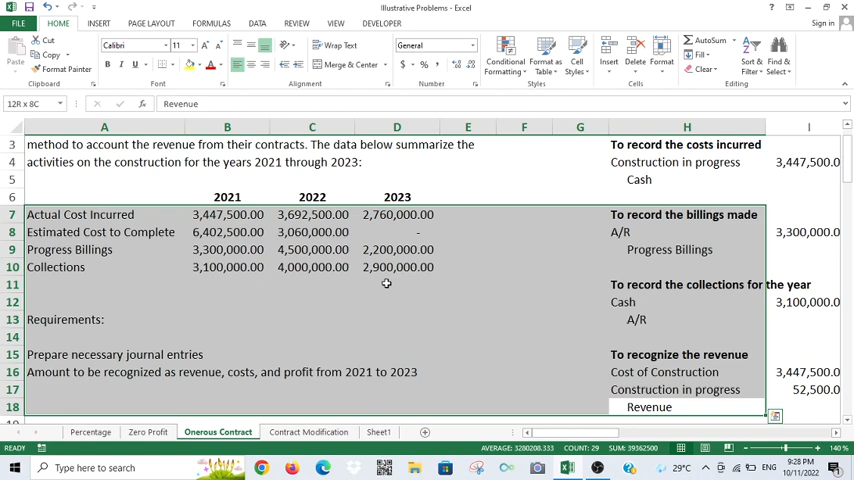 Illustrative Problems - Excel
Sign in
FILE HOME INSERT PAGE LAYOUT FORMULAS DATA REVIEW VIEW DEVELOPER
Paste
Cut
Copy
Format Painter
Clipboard
Calibri 11
B I U
Font
Wrap Text
Merge & Center
Alignment
General
$ % ,
Number
Conditional Formatting
Format as Table
Cell Styles
Styles
Insert Delete Format
Cells
AutoSum
Fill
Clear
Sort & Filter
Find & Select
Editing
12R x 8C
Revenue
A B C D E F G H I
3 method to account the revenue from their contracts. The data below summarize the To record the costs incurred
4 activities on the construction for the years 2021 through 2023: Construction in progress 3,447,500.0
5 Cash
6 2021 2022 2023
7 Actual Cost Incurred 3,447,500.00 3,692,500.00 2,760,000.00 To record the billings made
8 Estimated Cost to Complete 6,402,500.00 3,060,000.00 - A/R 3,300,000.0
9 Progress Billings 3,300,000.00 4,500,000.00 2,200,000.00 Progress Billings
10 Collections 3,100,000.00 4,000,000.00 2,900,000.00
11 To record the collections for the year
12 Cash 3,100,000.0
13 Requirements: A/R
14
15 Prepare necessary journal entries To recognize the revenue
16 Amount to be recognized as revenue, costs, and profit from 2021 to 2023 Cost of Construction 3,447,500.0
17 Construction in progress 52,500.0
18 Revenue
Percentage Zero Profit Onerous Contract Contract Modification Sheet1
READY AVERAGE: 3280208.333 COUNT: 29 SUM: 39362500 140 %
Type here to search
29°C
ENG
9:28 PM
10/11/2022